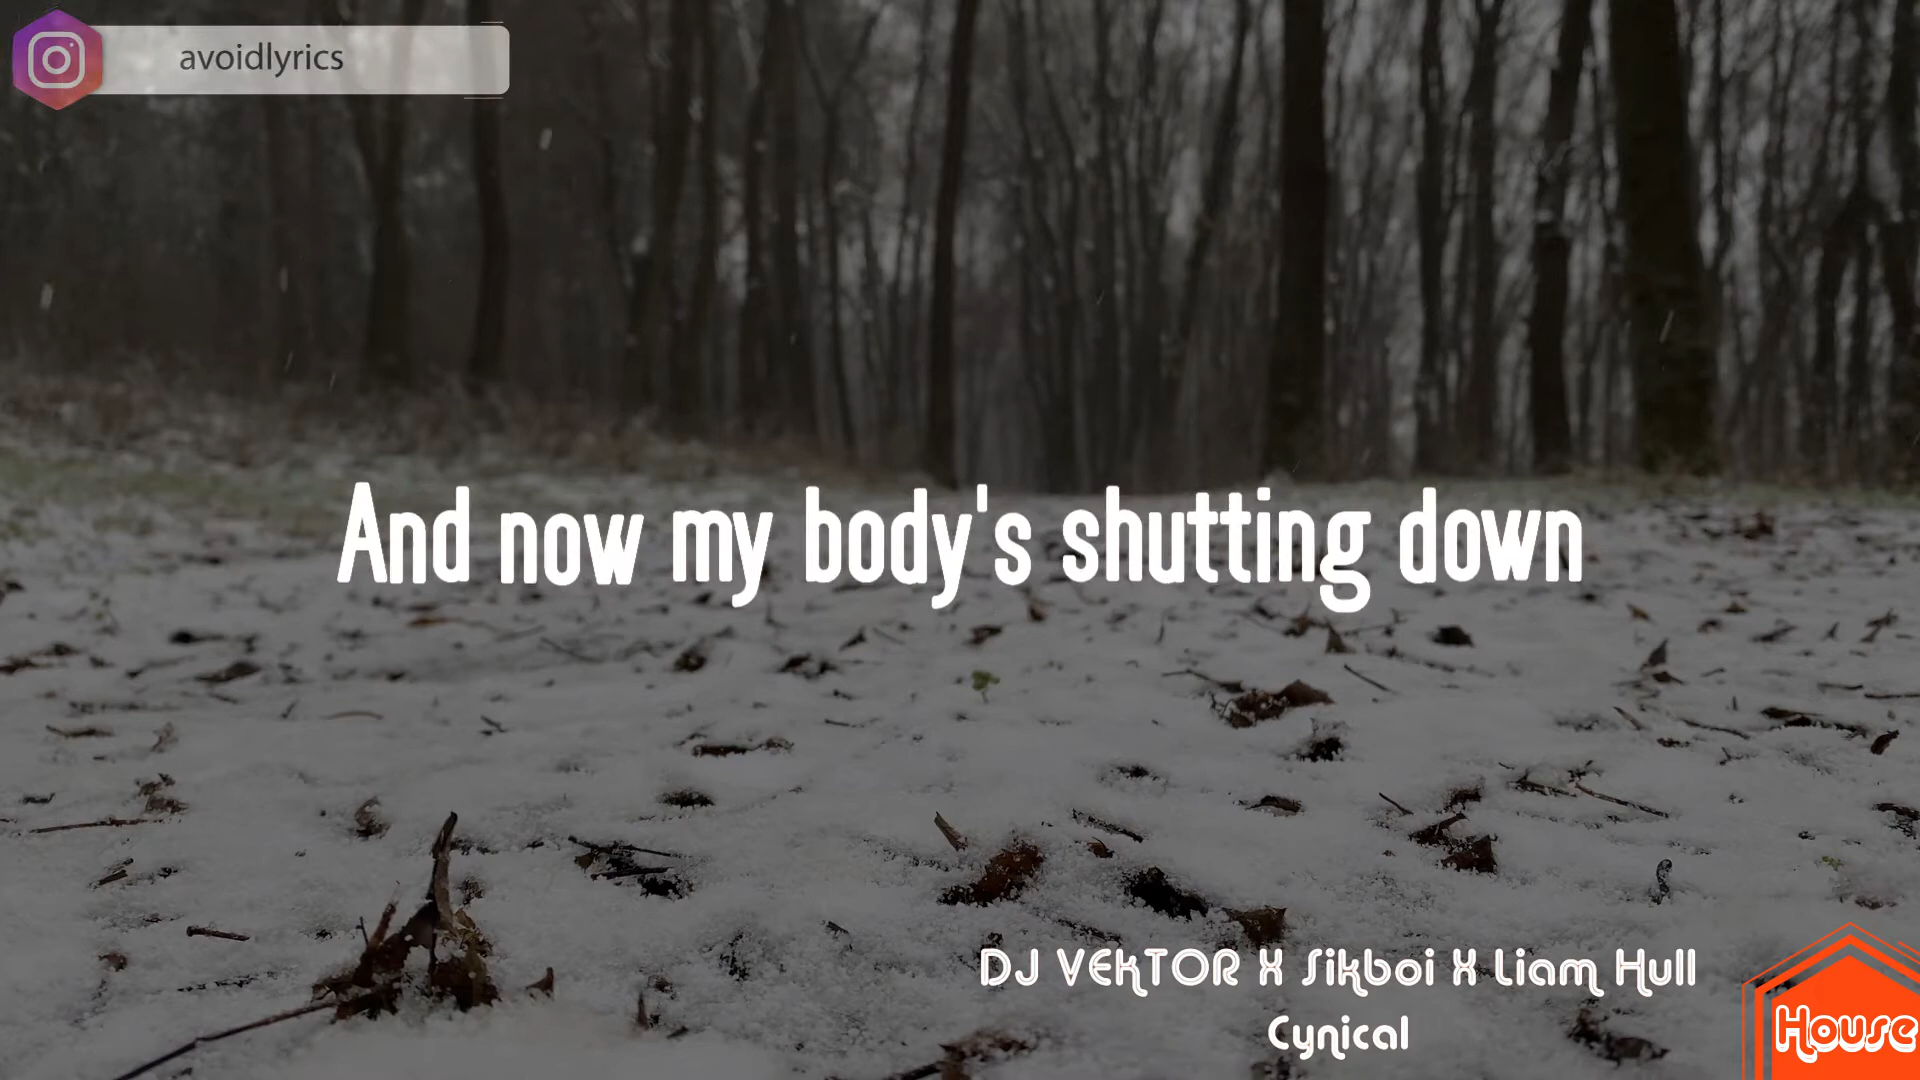 avoidlyrics
And now my body's shutting down
DJ VEKTOR X Sikboi X Liam Hull
Cynical
House